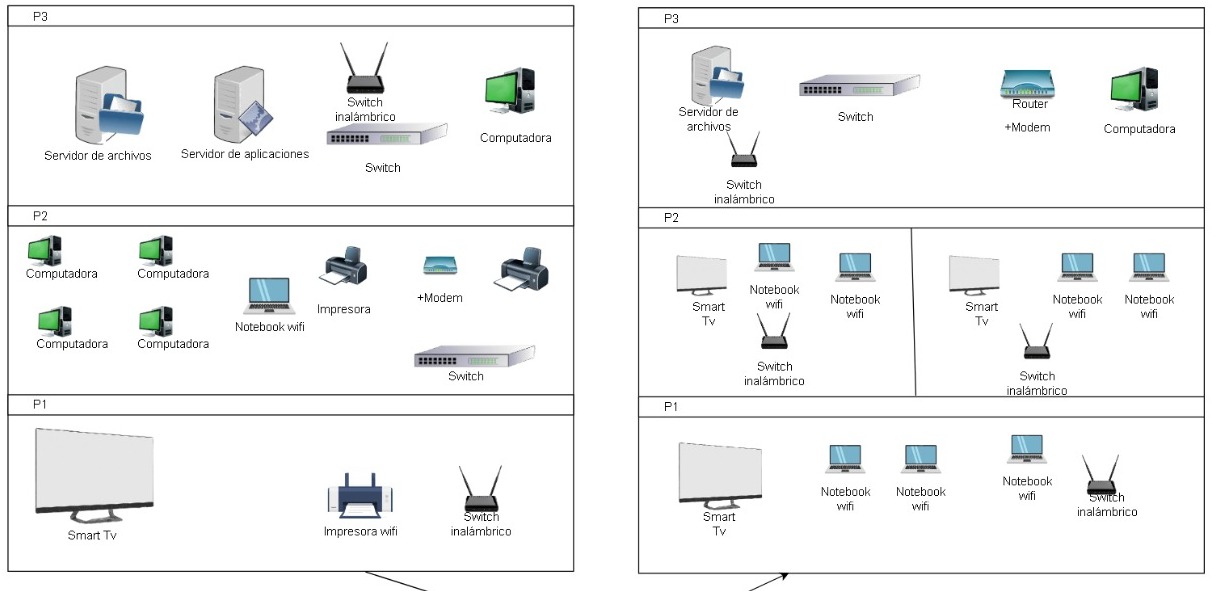 P3
Servidor de archivos
Servidor de aplicaciones
Switch
inalámbrico
Switch
Computadora
P2
Computadora
Computadora
Computadora
Computadora
Notebook wifi
Impresora
+Modem
Switch
P1
Smart Tv
Impresora wifi
Switch
inalámbrico
P3
Servidor de
archivos
Switch
inalámbrico
Switch
Router
+Modem
Computadora
P2
Smart
Tv
Notebook
wifi
Notebook
wifi
Switch
inalámbrico
Smart
Tv
Notebook
wifi
Notebook
wifi
Switch
inalámbrico
P1
Smart
Tv
Notebook
wifi
Notebook
wifi
Notebook
wifi
Switch
inalámbrico